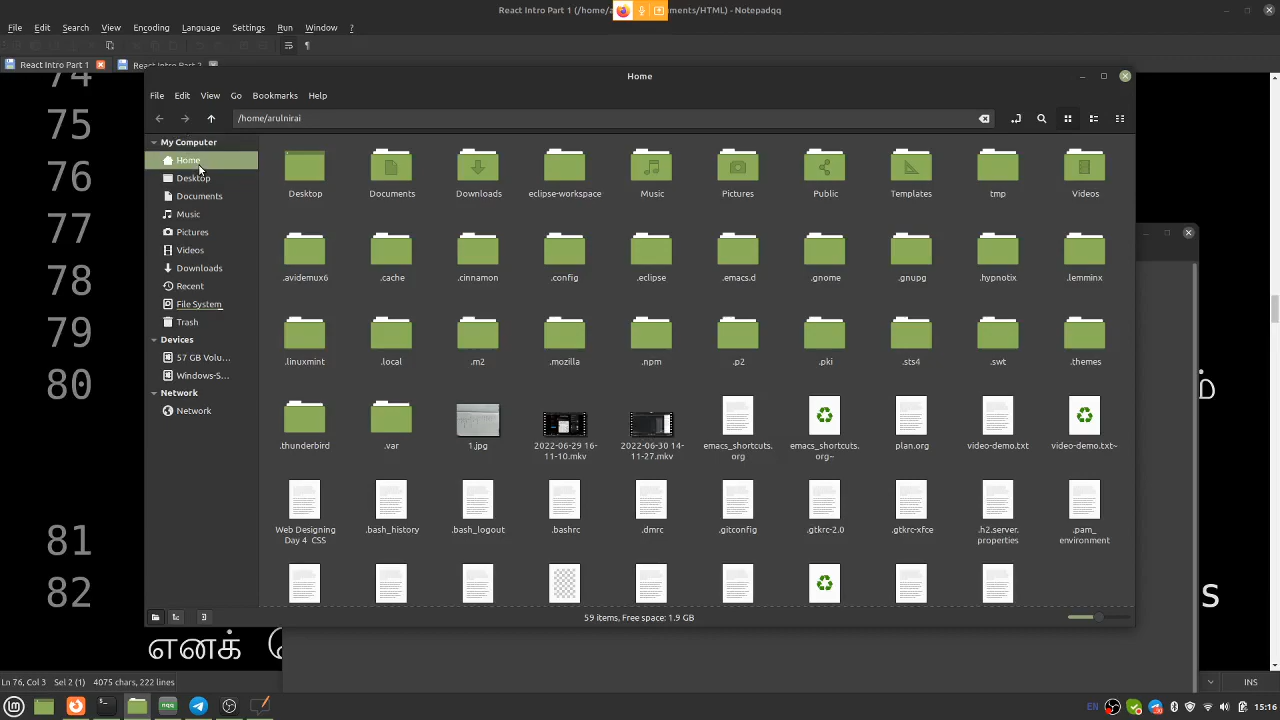 React Intro Part 1 (/home/a
ments/HTML) - Notepadqq
File Edit Search View Encoding Language Settings Run Window ?
React Intro Part 1 React Intro Part 2
Home
File Edit View Go Bookmarks Help
/home/arulnirai
My Computer
Home
Desktop
Documents
Music
Pictures
Videos
Downloads
Recent
File System
Trash
Devices
57 GB Volu...
Windows-S...
Network
Network
Desktop Documents Downloads eclipse-workspace Music Pictures Public Templates tmp Videos
.avidemux6 .cache .cinnamon .config .eclipse .emacs.d .gnome .gnupg .hypnotix .lemminx
.linuxmint .local .m2 .mozilla .npm .p2 .pki .sts4 .swt .themes
.thunderbird .var 1.jpg 2022-06-29 16-11-10.mkv 2022-06-30 14-11-27.mkv emacs_shortcuts.org emacs_shortcuts.org~ plan.org video-demo.txt video-demo.txt~
Web Designing Day 4 CSS .bash_history .bash_logout .bashrc .dmrc .gitconfig .gtkrc-2.0 .gtkrc-xfce .h2.server.properties .pam_environment
59 items, Free space: 1.9 GB
74
75
76
77
78
79
80
81
82
s
எனக்
Ln 76, Col 3 Sel 2 (1) 4075 chars, 222 lines
INS
nqq
EN
15:16